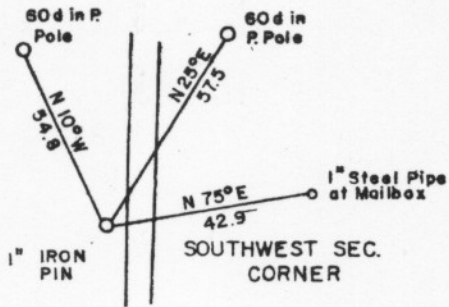 60d in P.
Pole
60d in
P. Pole
N 10° W
54.8
N 25° E
57.5
N 75° E
42.9
1" Steel Pipe
at Mailbox
1" IRON
PIN
SOUTHWEST SEC.
CORNER